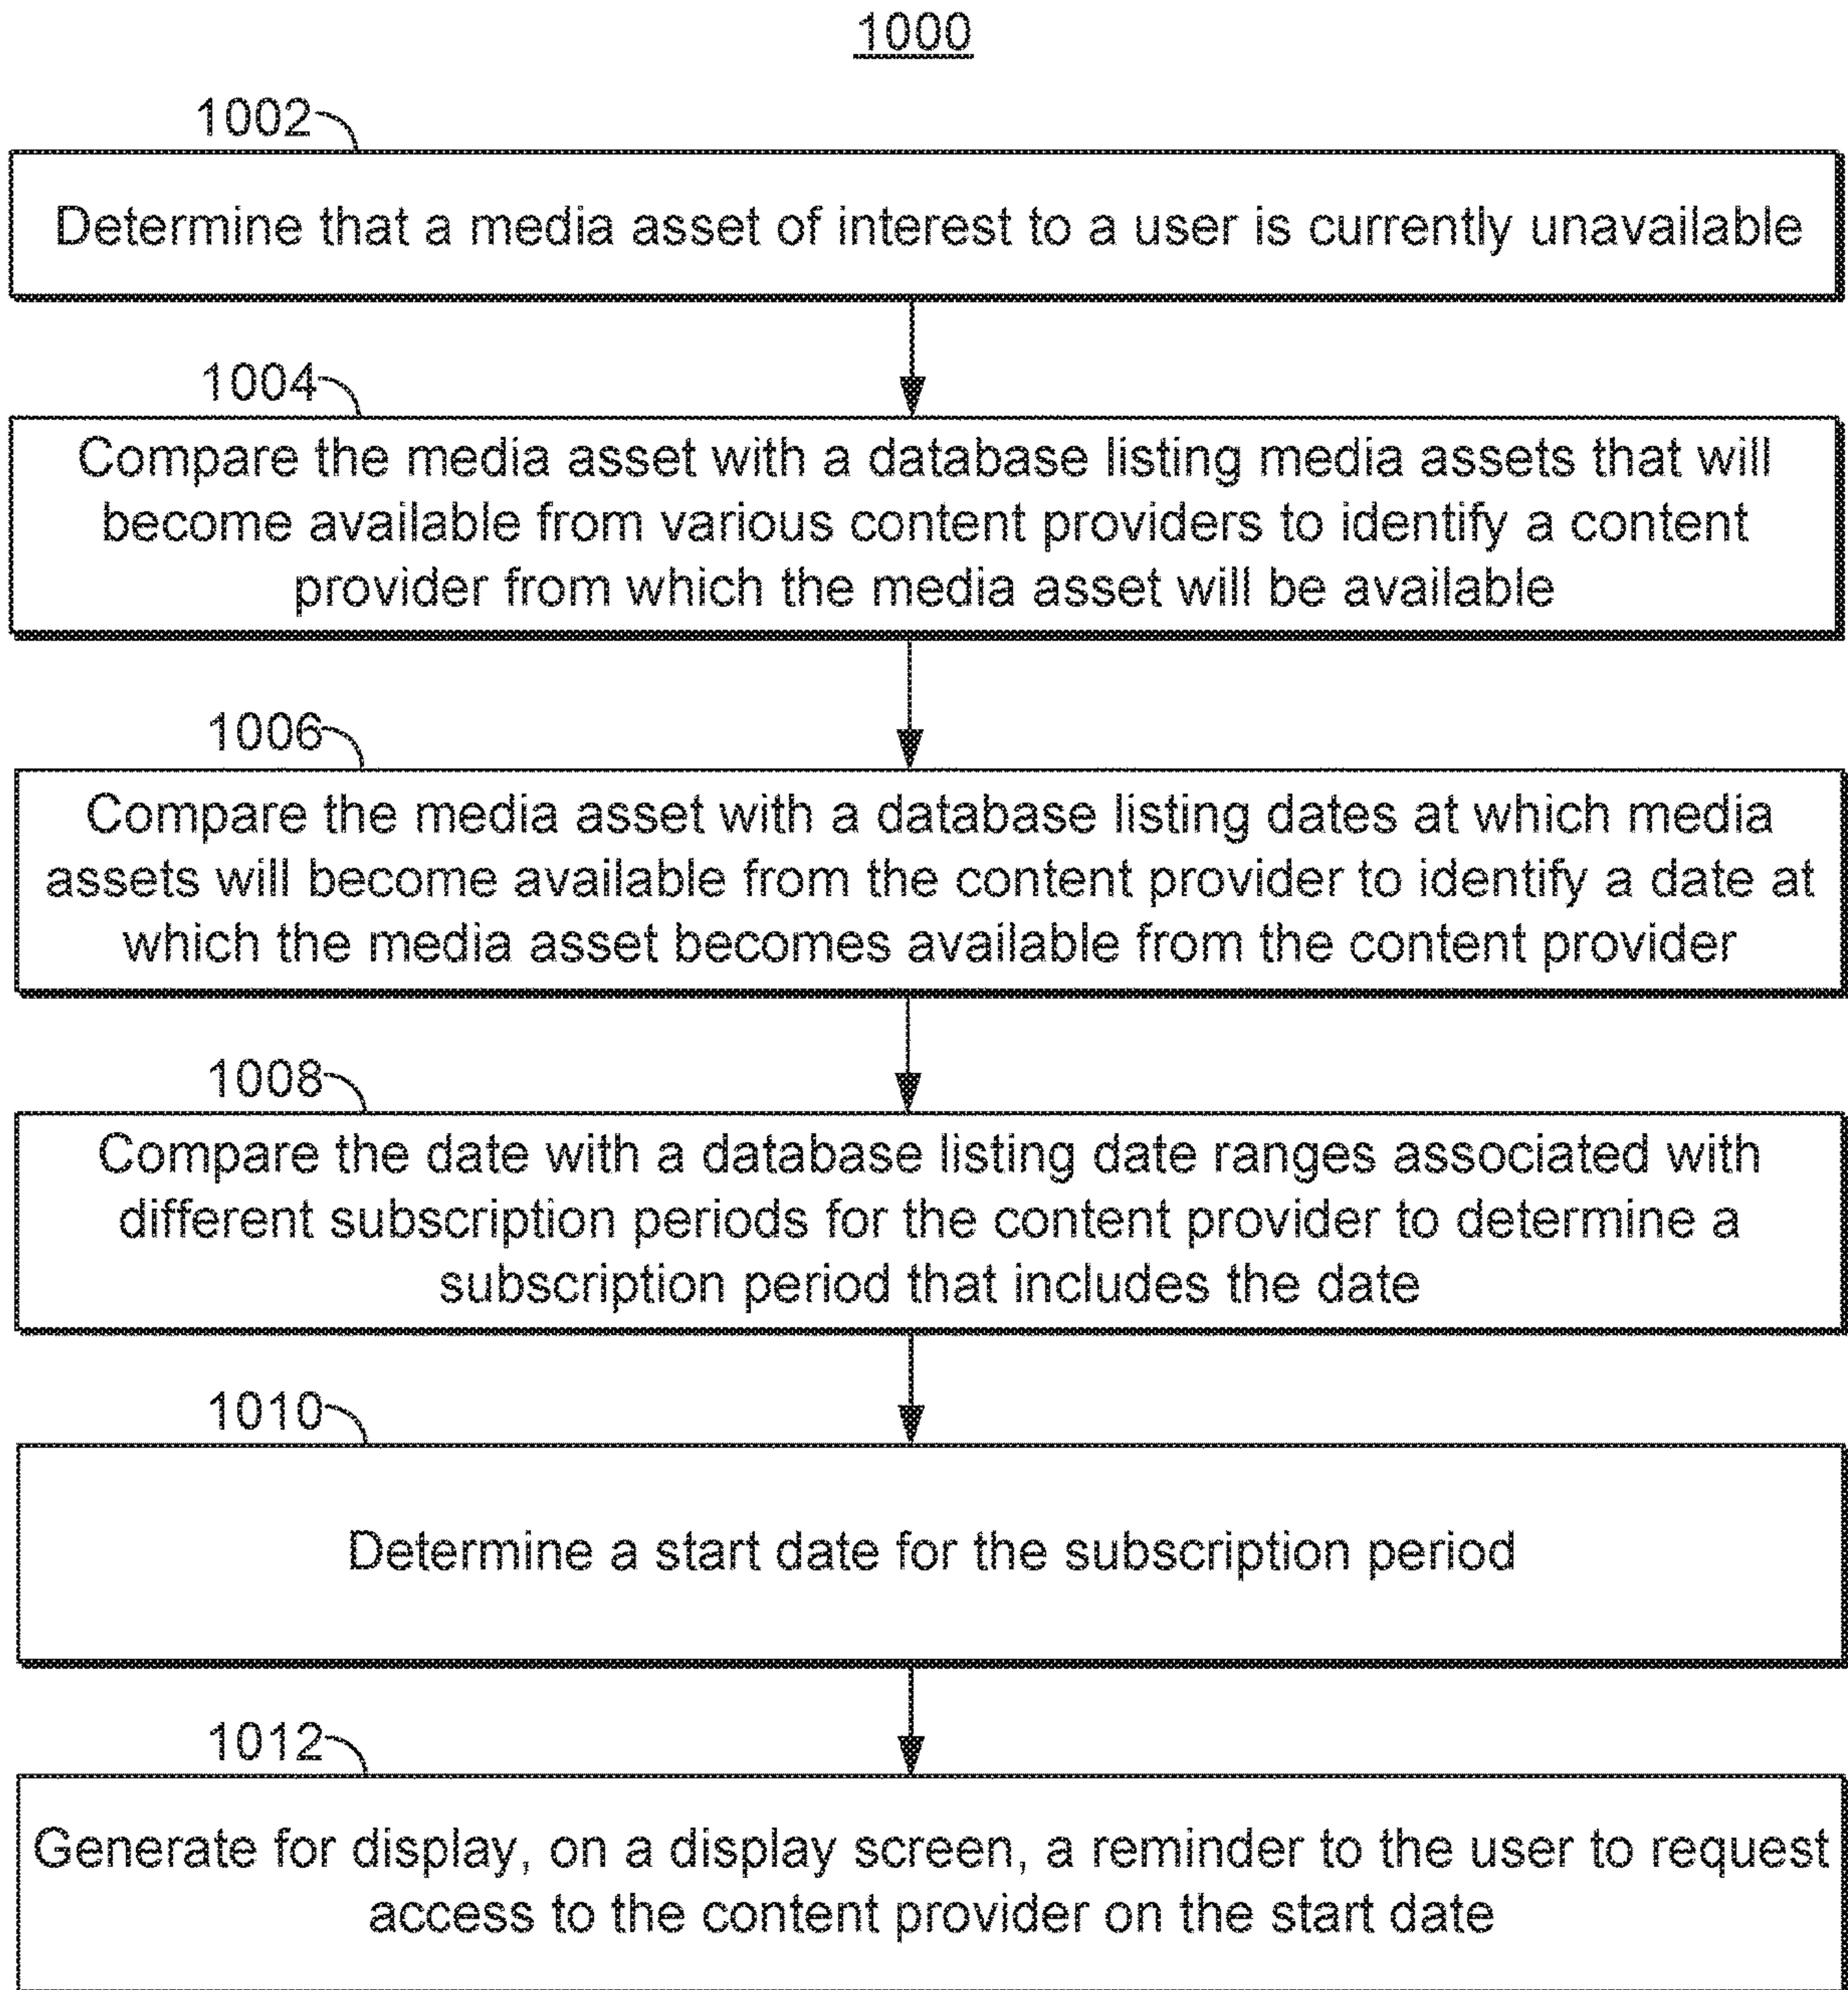 1000
1002
Determine that a media asset of interest to a user is currently unavailable
1004
Compare the media asset with a database listing media assets that will
become available from various content providers to identify a content
provider from which the media asset will be available
1006
Compare the media asset with a database listing dates at which media
assets will become available from the content provider to identify a date at
which the media asset becomes available from the content provider
1008
Compare the date with a database listing date ranges associated with
different subscription periods for the content provider to determine a
subscription period that includes the date
1010
Determine a start date for the subscription period
1012
Generate for display, on a display screen, a reminder to the user to request
access to the content provider on the start date